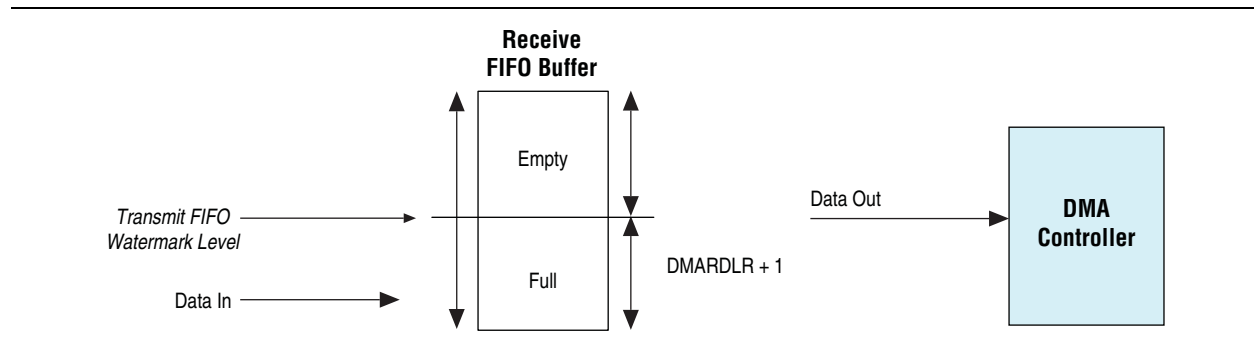 Receive
FIFO Buffer
Empty
Transmit FIFO
Watermark Level
Data Out
DMA
Controller
DMARDLR + 1
Full
Data In